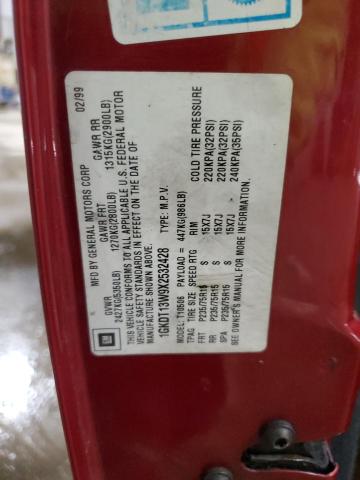 MFD BY GENERAL MOTORS CORP
02/99
GVWR GAWR FRT GAWR RR
2427KG(5350LB) 1270KG(2800LB) 1315KG(2900LB)
THIS VEHICLE CONFORMS TO ALL APPLICABLE U.S. FEDERAL MOTOR
VEHICLE SAFETY STANDARDS IN EFFECT ON THE DATE OF
MANUFACTURE SHOWN ABOVE.
1GKDT13W9X2532428 TYPE: M.P.V.
MODEL: T10506 PAYLOAD = 447KG(986LB)
TPAG TIRE SIZE SPEED RTG RIM COLD TIRE PRESSURE
FRT P235/75R15 S 15X7J 220KPA(32PSI)
RR P235/75R15 S 15X7J 220KPA(32PSI)
SPA P235/75R15 S 15X7J 240KPA(35PSI)
SEE OWNER'S MANUAL FOR MORE INFORMATION.
GM